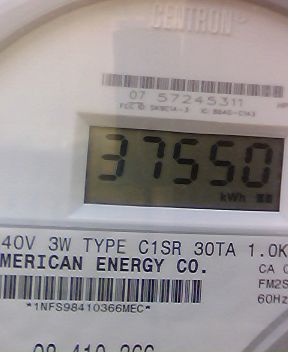 CENTRON
07 57245311
37550
kWh
40V 3W TYPE C1SR 30TA 1.0K
MERICAN ENERGY CO.
CA 0
FM2S
60Hz
*1NFS98410366MEC*